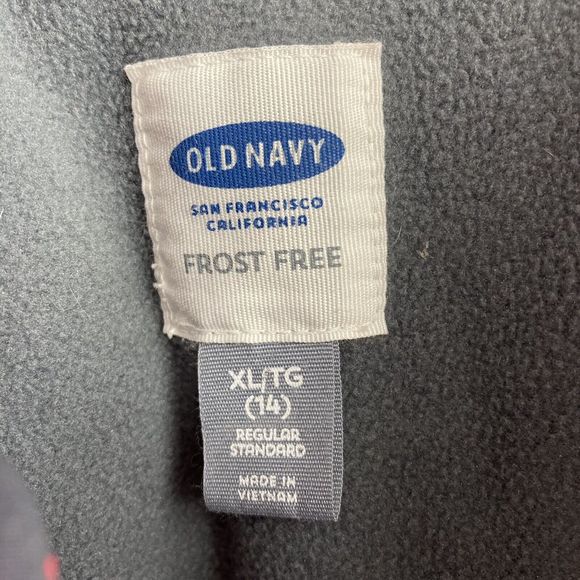 OLD NAVY
SAN FRANCISCO
CALIFORNIA
FROST FREE
XL/TG
(14)
REGULAR
STANDARD
MADE IN
VIETNAM